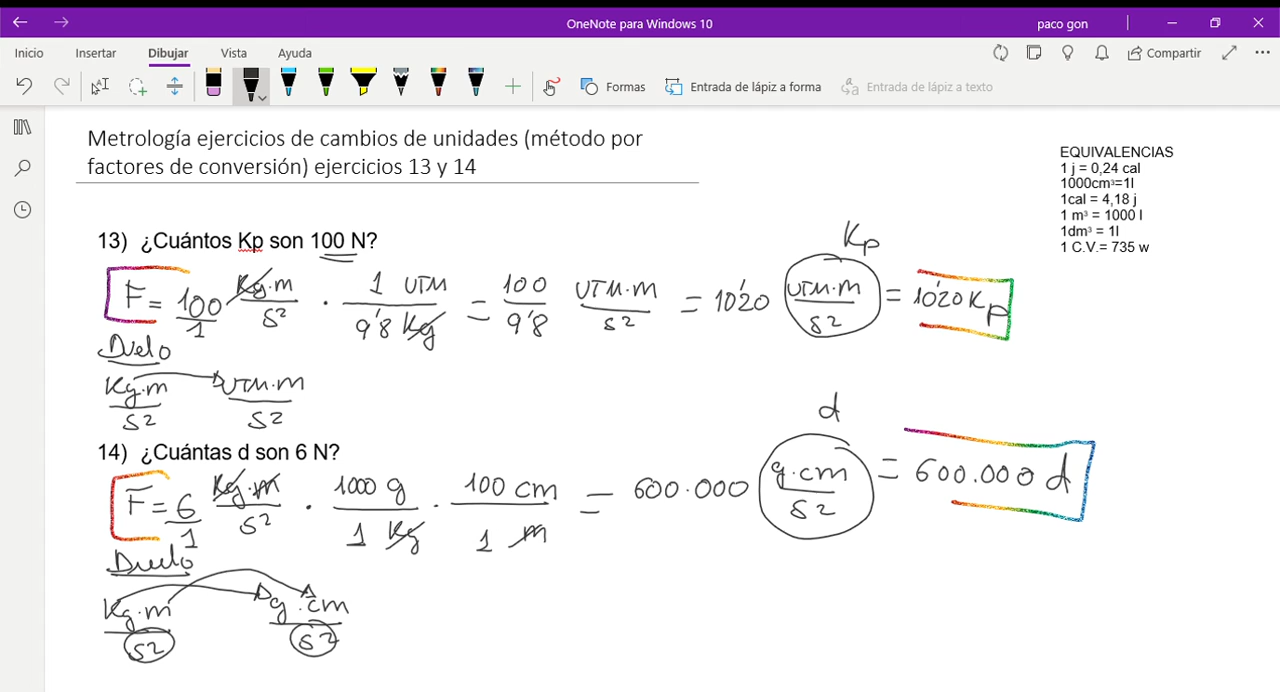 OneNote para Windows 10
paco gon
Inicio Insertar Dibujar Vista Ayuda
Compartir
Formas Entrada de lápiz a forma Entrada de lápiz a texto
Metrología ejercicios de cambios de unidades (método por
factores de conversión) ejercicios 13 y 14
EQUIVALENCIAS
1 j = 0,24 cal
1000cm³=1l
1cal = 4,18 j
1 m³ = 1000 l
1dm³ = 1l
1 C.V.= 735 w
13) ¿Cuántos Kp son 100 N?
Kp
F = 100/1 Kg·m/s² · 1 UTM/9'8 Kg = 100/9'8 UTM·m/s² = 10'20 UTM·m/s² = 10'20 Kp
Duelo
Kg·m/s² UTM·m/s²
14) ¿Cuántas d son 6 N?
d
F = 6/1 Kg·m/s² · 1000 g/1 Kg · 100 cm/1 m = 600.000 g·cm/s² = 600.000 d
Duelo
Kg·m/s² g·cm/s²